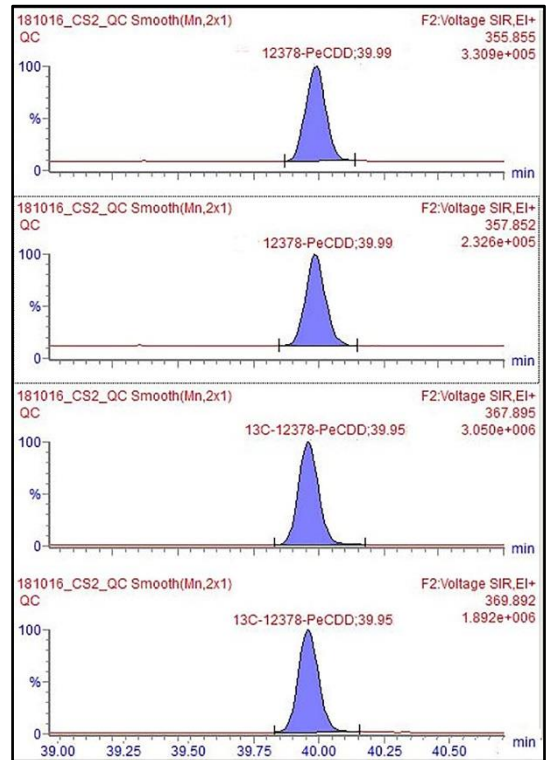 181016_CS2_QC Smooth(Mn,2x1) F2:Voltage SIR,EI+
QC 355.855
12378-PeCDD;39.99 3.309e+005
100
%
0 min
181016_CS2_QC Smooth(Mn,2x1) F2:Voltage SIR,EI+
QC 357.852
12378-PeCDD;39.99 2.326e+005
100
%
0 min
181016_CS2_QC Smooth(Mn,2x1) F2:Voltage SIR,EI+
QC 367.895
13C-12378-PeCDD;39.95 3.050e+006
100
%
0 min
181016_CS2_QC Smooth(Mn,2x1) F2:Voltage SIR,EI+
QC 369.892
13C-12378-PeCDD;39.95 1.892e+006
100
%
0 min
39.00 39.25 39.50 39.75 40.00 40.25 40.50